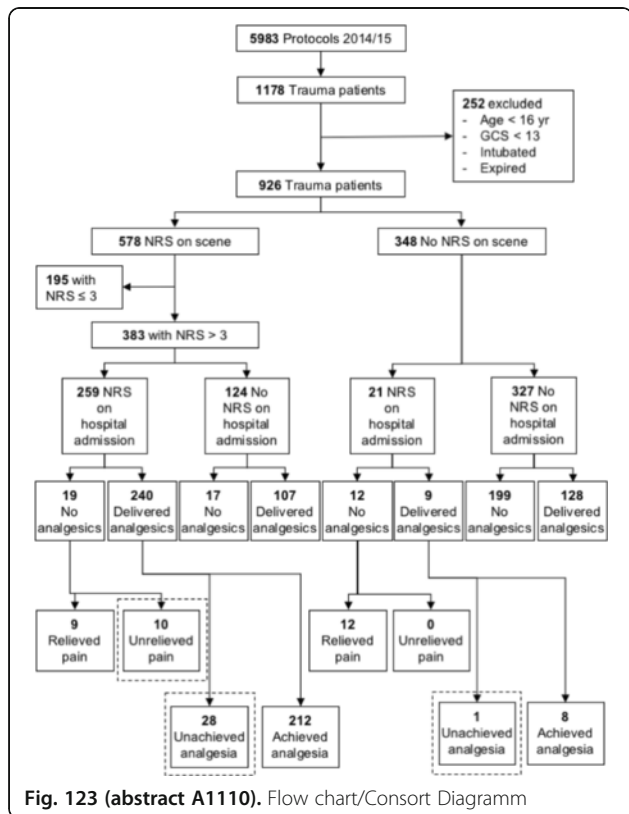 5983 Protocols 2014/15
1178 Trauma patients
252 excluded
- Age < 16 yr
- GCS < 13
- Intubated
- Expired
926 Trauma patients
578 NRS on scene
348 No NRS on scene
195 with
NRS ≤ 3
383 with NRS > 3
259 NRS
on
hospital
admission
124 No
NRS on
hospital
admission
21 NRS
on
hospital
admission
327 No
NRS on
hospital
admission
19
No
analgesics
240
Delivered
analgesics
17
No
analgesics
107
Delivered
analgesics
12
No
analgesics
9
Delivered
analgesics
199
No
analgesics
128
Delivered
analgesics
9
Relieved
pain
10
Unrelieved
pain
12
Relieved
pain
0
Unrelieved
pain
28
Unachieved
analgesia
212
Achieved
analgesia
1
Unachieved
analgesia
8
Achieved
analgesia
Fig. 123 (abstract A1110). Flow chart/Consort Diagramm